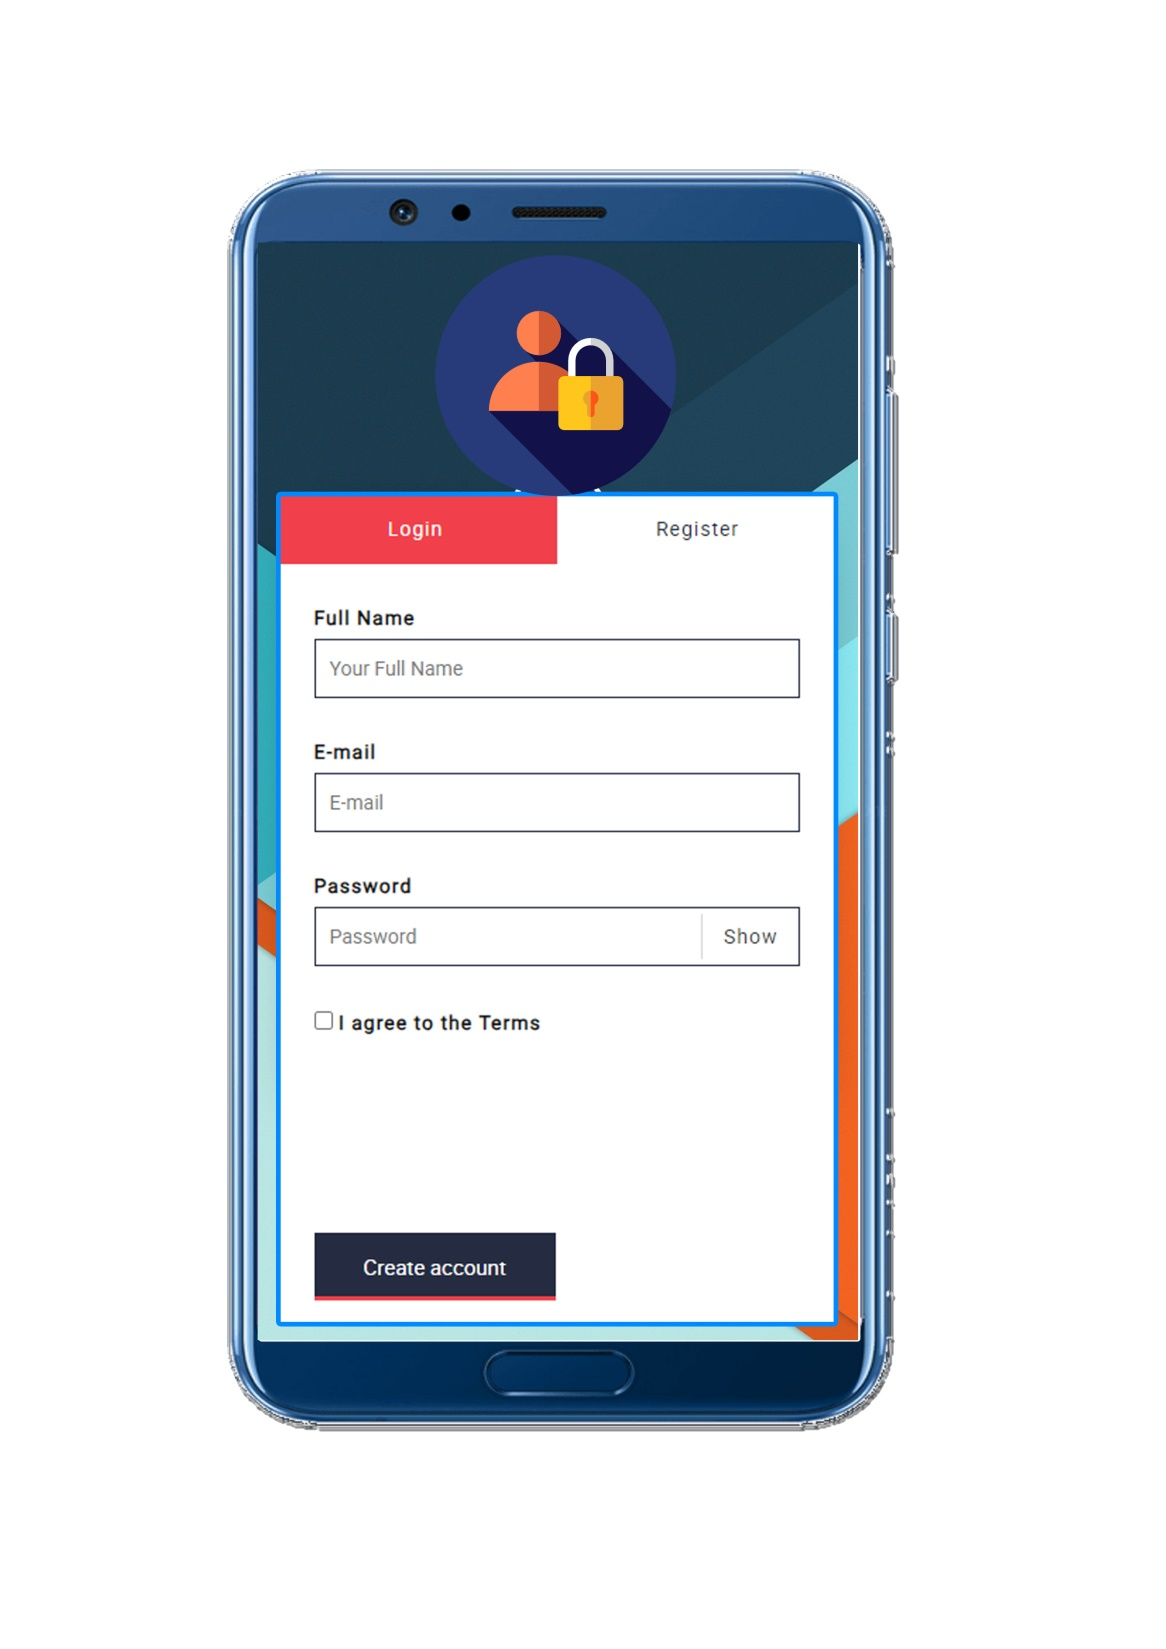 Login Register
Full Name
Your Full Name
E-mail
E-mail
Password
Password Show
I agree to the Terms
Create account